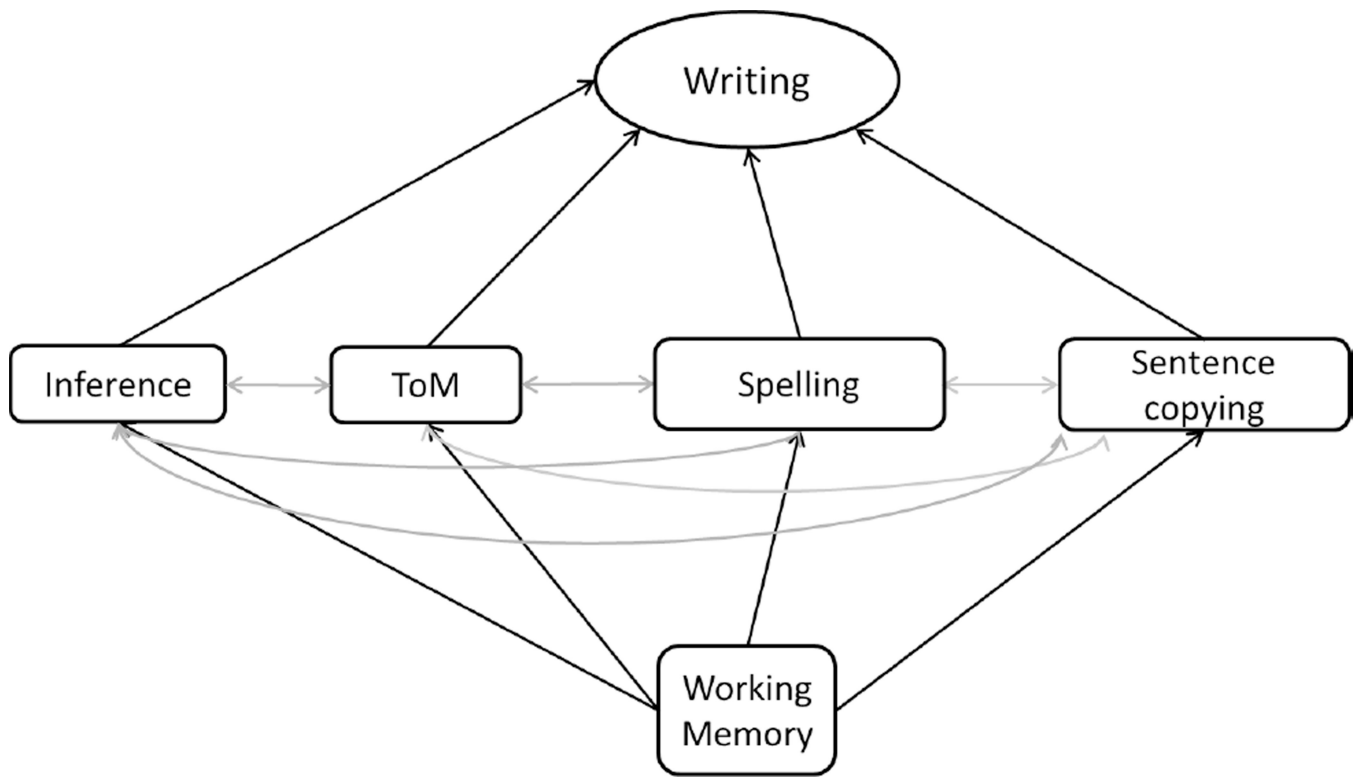 Writing
Inference
ToM
Spelling
Sentence
copying
Working
Memory